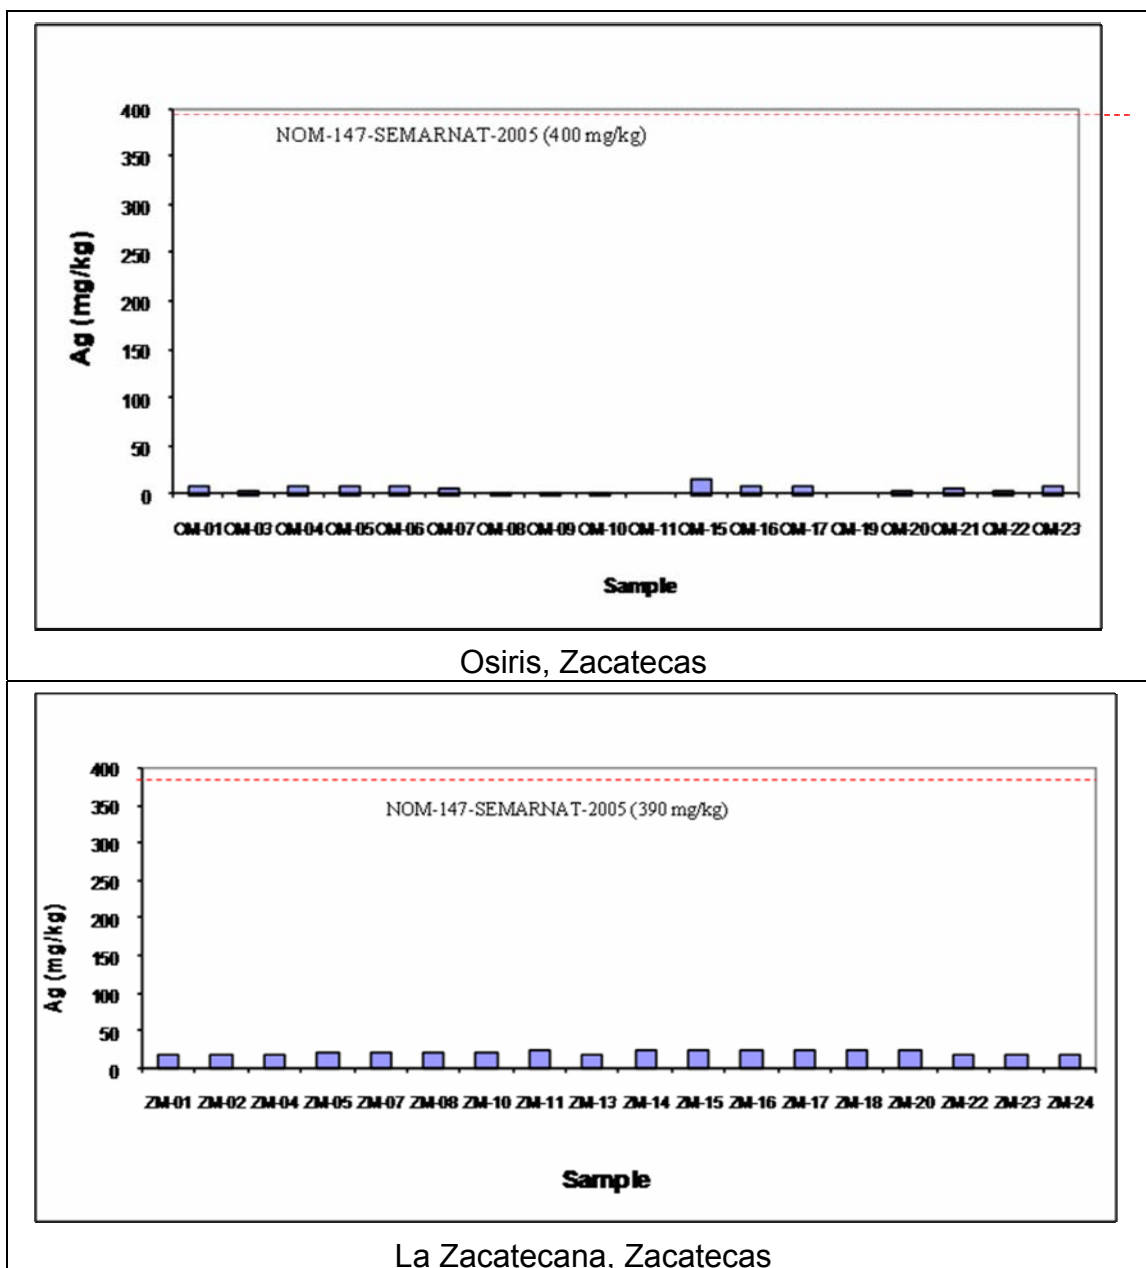 400
NOM-147-SEMARNAT-2005 (400 mg/kg)
350
300
250
200
150
100
50
0
Ag (mg/kg)
OM-01 OM-03 OM-04 OM-05 OM-06 OM-07 OM-08 OM-09 OM-10 OM-11 OM-15 OM-16 OM-17 OM-19 OM-20 OM-21 OM-22 OM-23
Sample
Osiris, Zacatecas
400
350
NOM-147-SEMARNAT-2005 (390 mg/kg)
300
250
200
150
100
50
0
Ag (mg/kg)
ZM-01 ZM-02 ZM-04 ZM-05 ZM-07 ZM-08 ZM-10 ZM-11 ZM-13 ZM-14 ZM-15 ZM-16 ZM-17 ZM-18 ZM-20 ZM-22 ZM-23 ZM-24
Sample
La Zacatecana, Zacatecas